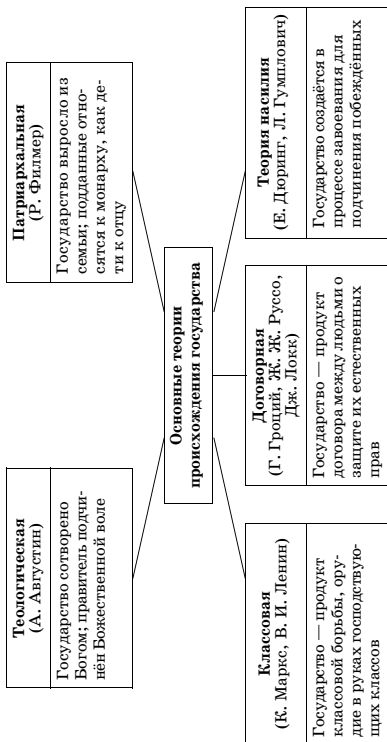 Теологическая
(А. Августин)
Государство сотворено
Богом; правитель подчи-
нён Божественной воле
Патриархальная
(Р. Филмер)
Государство выросло из
семьи; подданные отно-
сятся к монарху, как де-
ти к отцу
Основные теории
происхождения государства
Классовая
(К. Маркс, В. И. Ленин)
Государство — продукт
классовой борьбы, ору-
дие в руках господствую-
щих классов
Договорная
(Г. Гроций, Ж. Ж. Руссо,
Дж. Локк)
Государство — продукт
договора между людьми о
защите их естественных
прав
Теория насилия
(Е. Дюринг, Л. Гумплович)
Государство создаётся в
процессе завоевания для
подчинения побеждённых